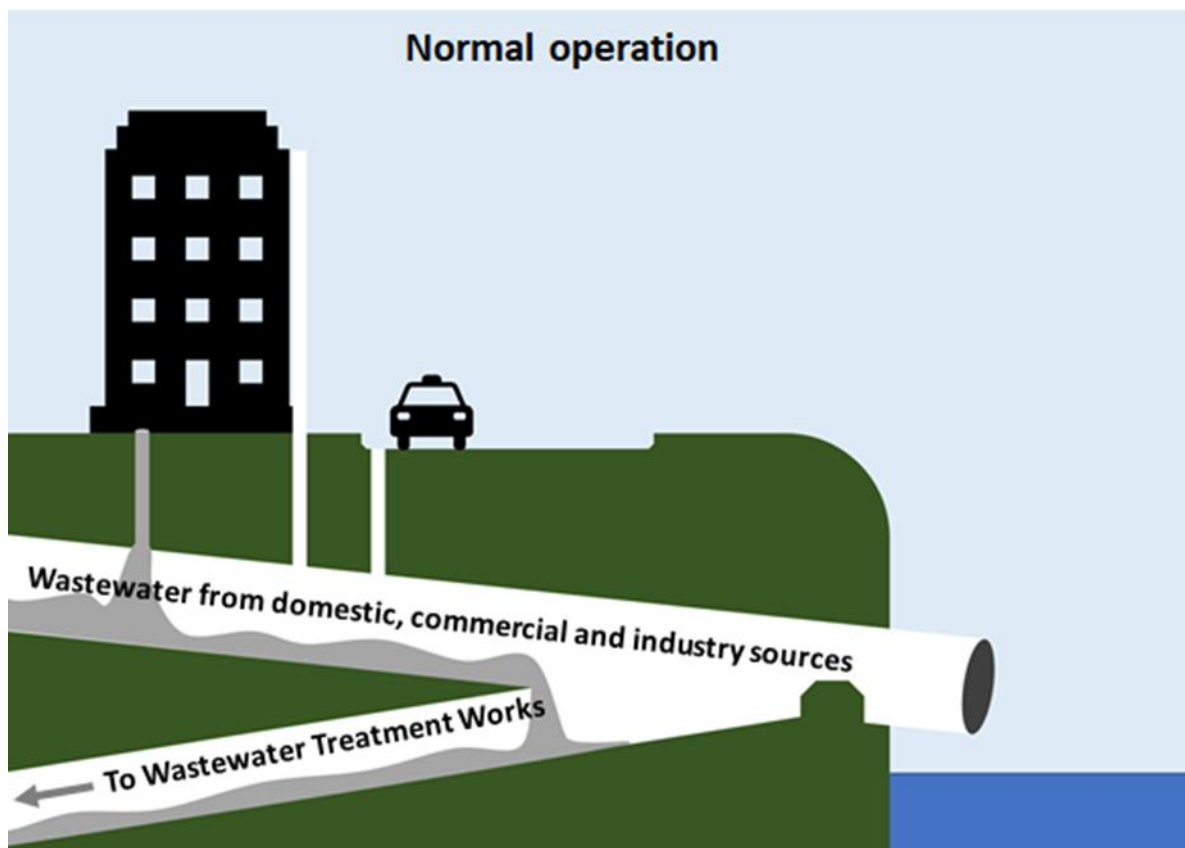 Normal operation
Wastewater from domestic, commercial and industry sources
To Wastewater Treatment Works